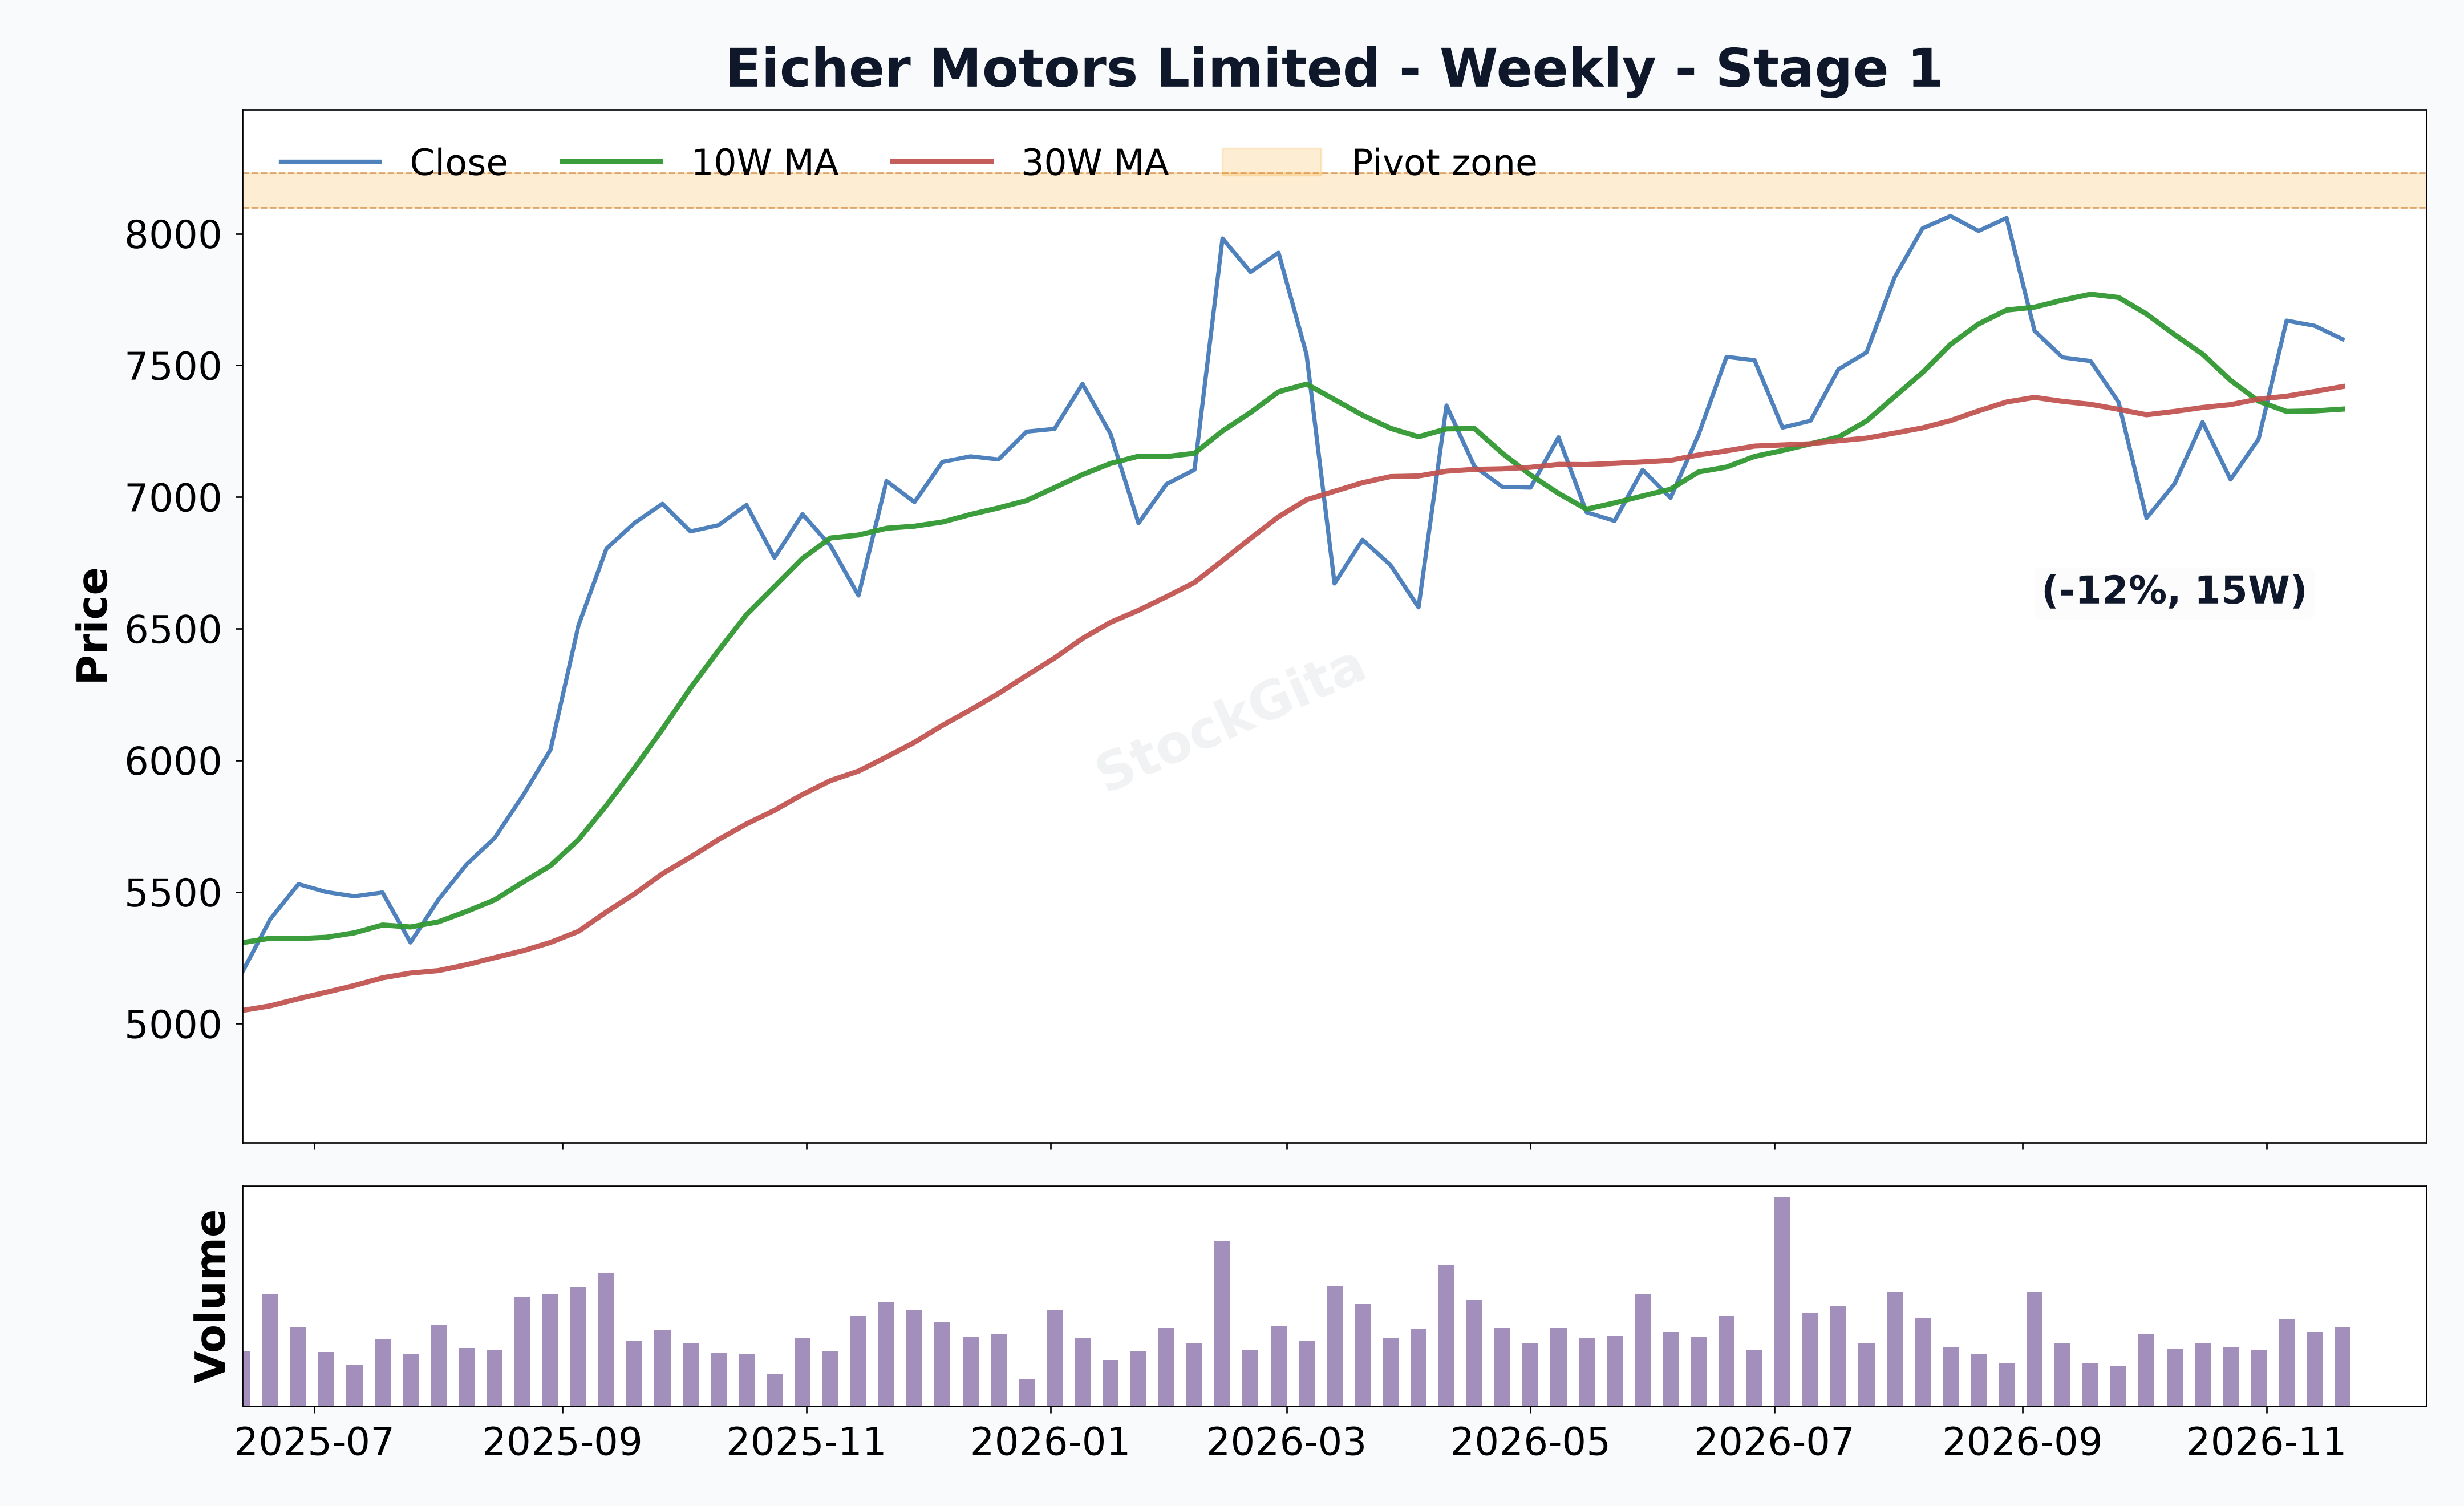 Eicher Motors Limited - Weekly - Stage 1
Close 10W MA 30W MA Pivot zone
8000
7500
7000
6500
6000
5500
5000
Price
(-12%, 15W)
StockGita
Volume
2025-07 2025-09 2025-11 2026-01 2026-03 2026-05 2026-07 2026-09 2026-11